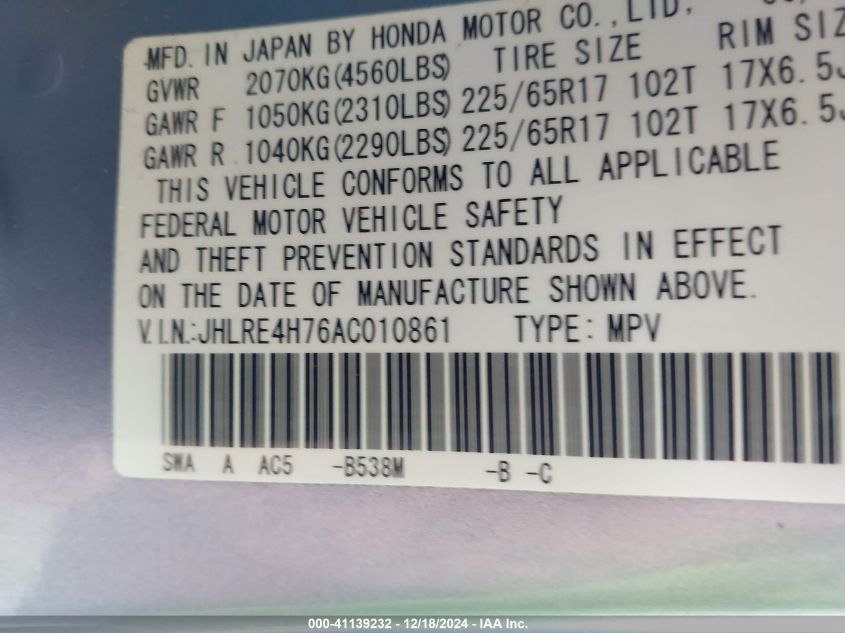 MFD. IN JAPAN BY HONDA MOTOR CO., LTD.
GVWR 2070KG(4560LBS) TIRE SIZE RIM SIZ
GAWR F 1050KG(2310LBS) 225/65R17 102T 17X6.5J
GAWR R 1040KG(2290LBS) 225/65R17 102T 17X6.5J
THIS VEHICLE CONFORMS TO ALL APPLICABLE
FEDERAL MOTOR VEHICLE SAFETY
AND THEFT PREVENTION STANDARDS IN EFFECT
ON THE DATE OF MANUFACTURE SHOWN ABOVE.
V.I.N.:JHLRE4H76AC010861 TYPE: MPV
SWA A AC5 -B538M -B -C
000-41139232 - 12/18/2024 - IAA Inc.